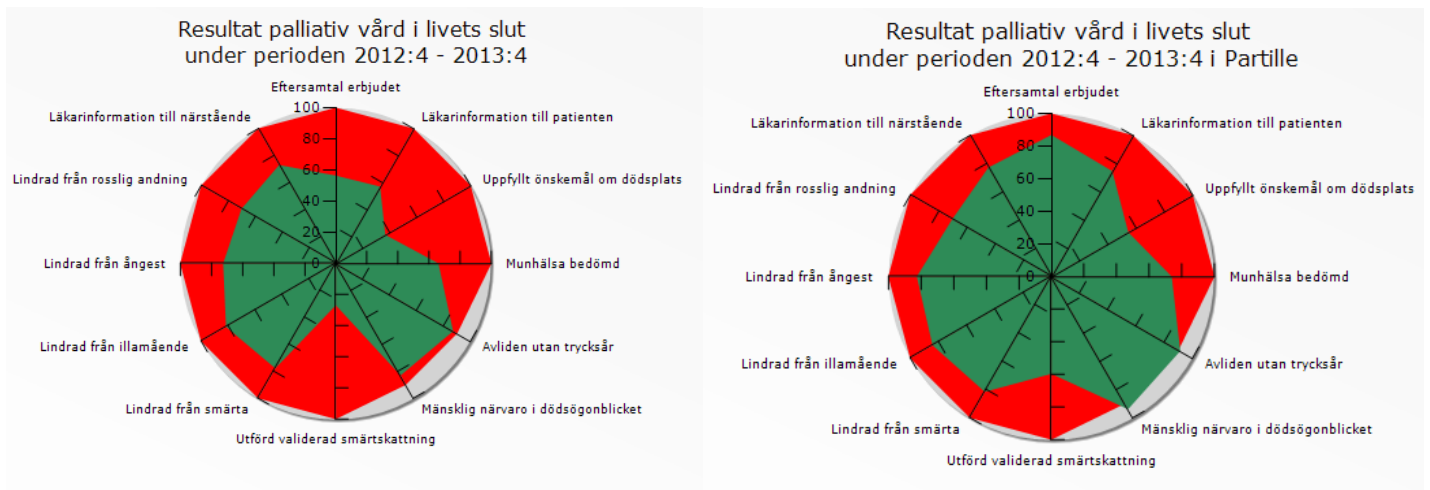 Resultat palliativ vård i livets slut
under perioden 2012:4 - 2013:4
Eftersamtal erbjudet
Läkarinformation till närstående
Läkarinformation till patienten
Lindrad från rosslig andning
Uppfyllt önskemål om dödsplats
Lindrad från ångest
Munhälsa bedömd
Lindrad från illamående
Avliden utan trycksår
Lindrad från smärta
Mänsklig närvaro i dödsögonblicket
Utförd validerad smärtskattning
100
80
60
40
20
0
Resultat palliativ vård i livets slut
under perioden 2012:4 - 2013:4 i Partille
Eftersamtal erbjudet
Läkarinformation till närstående
Läkarinformation till patienten
Lindrad från rosslig andning
Uppfyllt önskemål om dödsplats
Lindrad från ångest
Munhälsa bedömd
Lindrad från illamående
Avliden utan trycksår
Lindrad från smärta
Mänsklig närvaro i dödsögonblicket
Utförd validerad smärtskattning
100
80
60
40
20
0